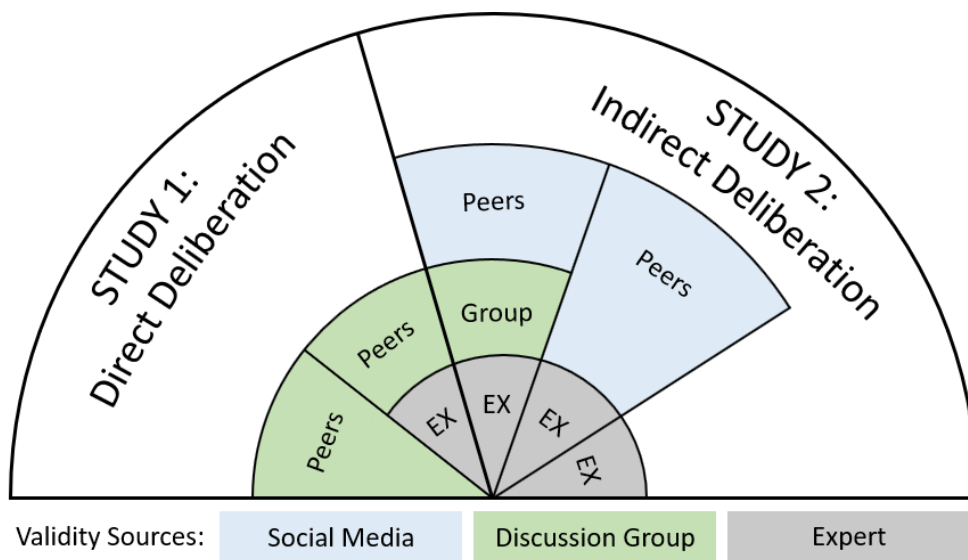 STUDY 1:
Direct Deliberation
STUDY 2:
Indirect Deliberation
Peers
Peers
Group
Peers
Peers
EX
EX
EX
EX
Validity Sources:
Social Media
Discussion Group
Expert